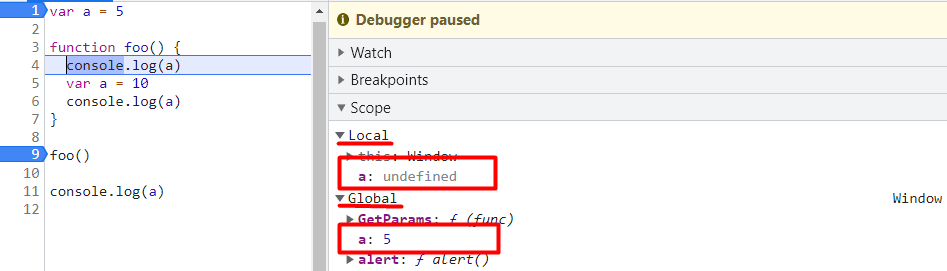 1 var a = 5
2
3 function foo() {
4 console.log(a)
5 var a = 10
6 console.log(a)
7 }
8
9 foo()
10
11 console.log(a)
12
Debugger paused
Watch
Breakpoints
Scope
Local
this: Window
a: undefined
Global Window
GetParams: ƒ (func)
a: 5
alert: ƒ alert()